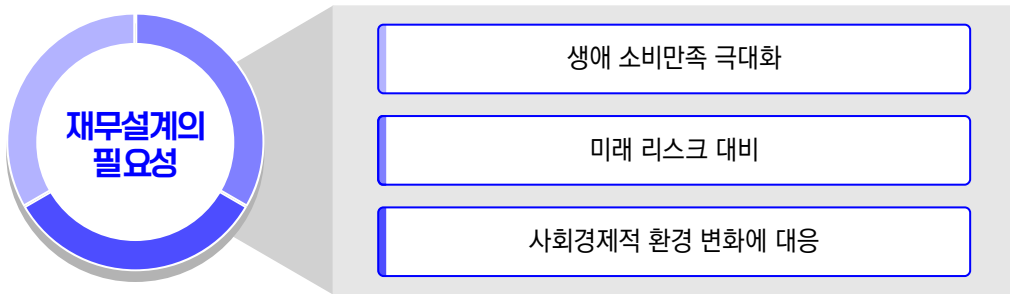 재무설계의
필요성
생애 소비만족 극대화
미래 리스크 대비
사회경제적 환경 변화에 대응